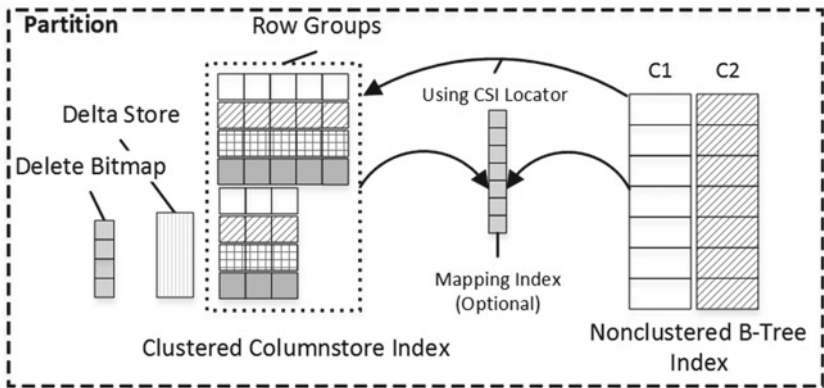 Partition
Row Groups
C1
C2
Using CSI Locator
Delta Store
Delete Bitmap
Mapping Index
(Optional)
Clustered Columnstore Index
Nonclustered B-Tree
Index